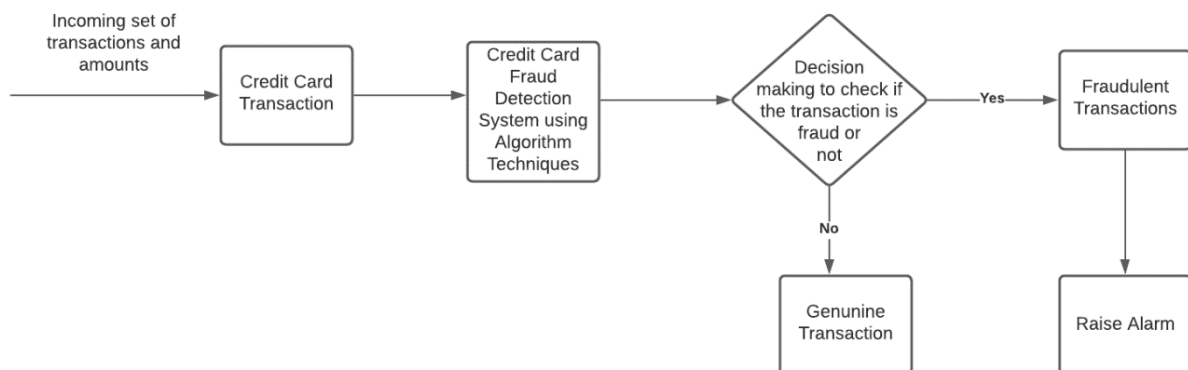 Incoming set of
transactions and
amounts
Credit Card
Transaction
Credit Card
Fraud
Detection
System using
Algorithm
Techniques
Decision
making to check if
the transaction is
fraud or
not
Yes
Fraudulent
Transactions
No
Genunine
Transaction
Raise Alarm